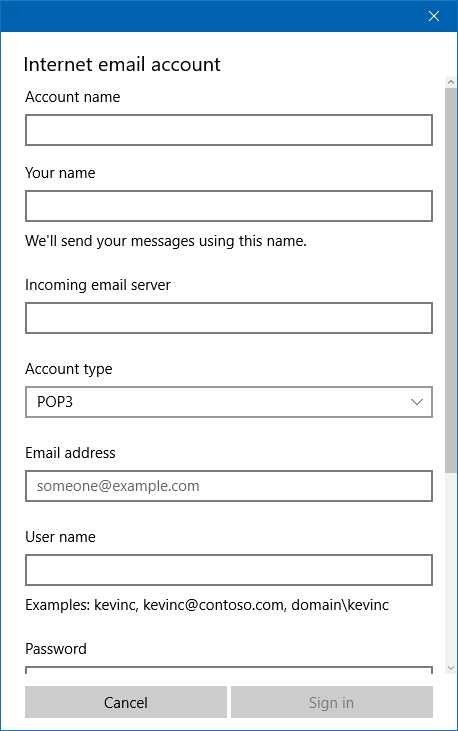 Internet email account
Account name
Your name
We'll send your messages using this name.
Incoming email server
Account type
POP3
Email address
someone@example.com
User name
Examples: kevinc, kevinc@contoso.com, domain\kevinc
Password
Cancel
Sign in